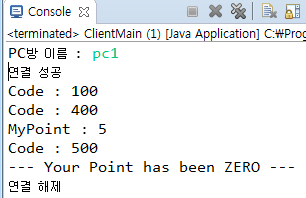 Console
<terminated> ClientMain (1) [Java Application] C:\Prog
PC방 이름 : pc1
연결 성공
Code : 100
Code : 400
MyPoint : 5
Code : 500
--- Your Point has been ZERO ---
연결 해제